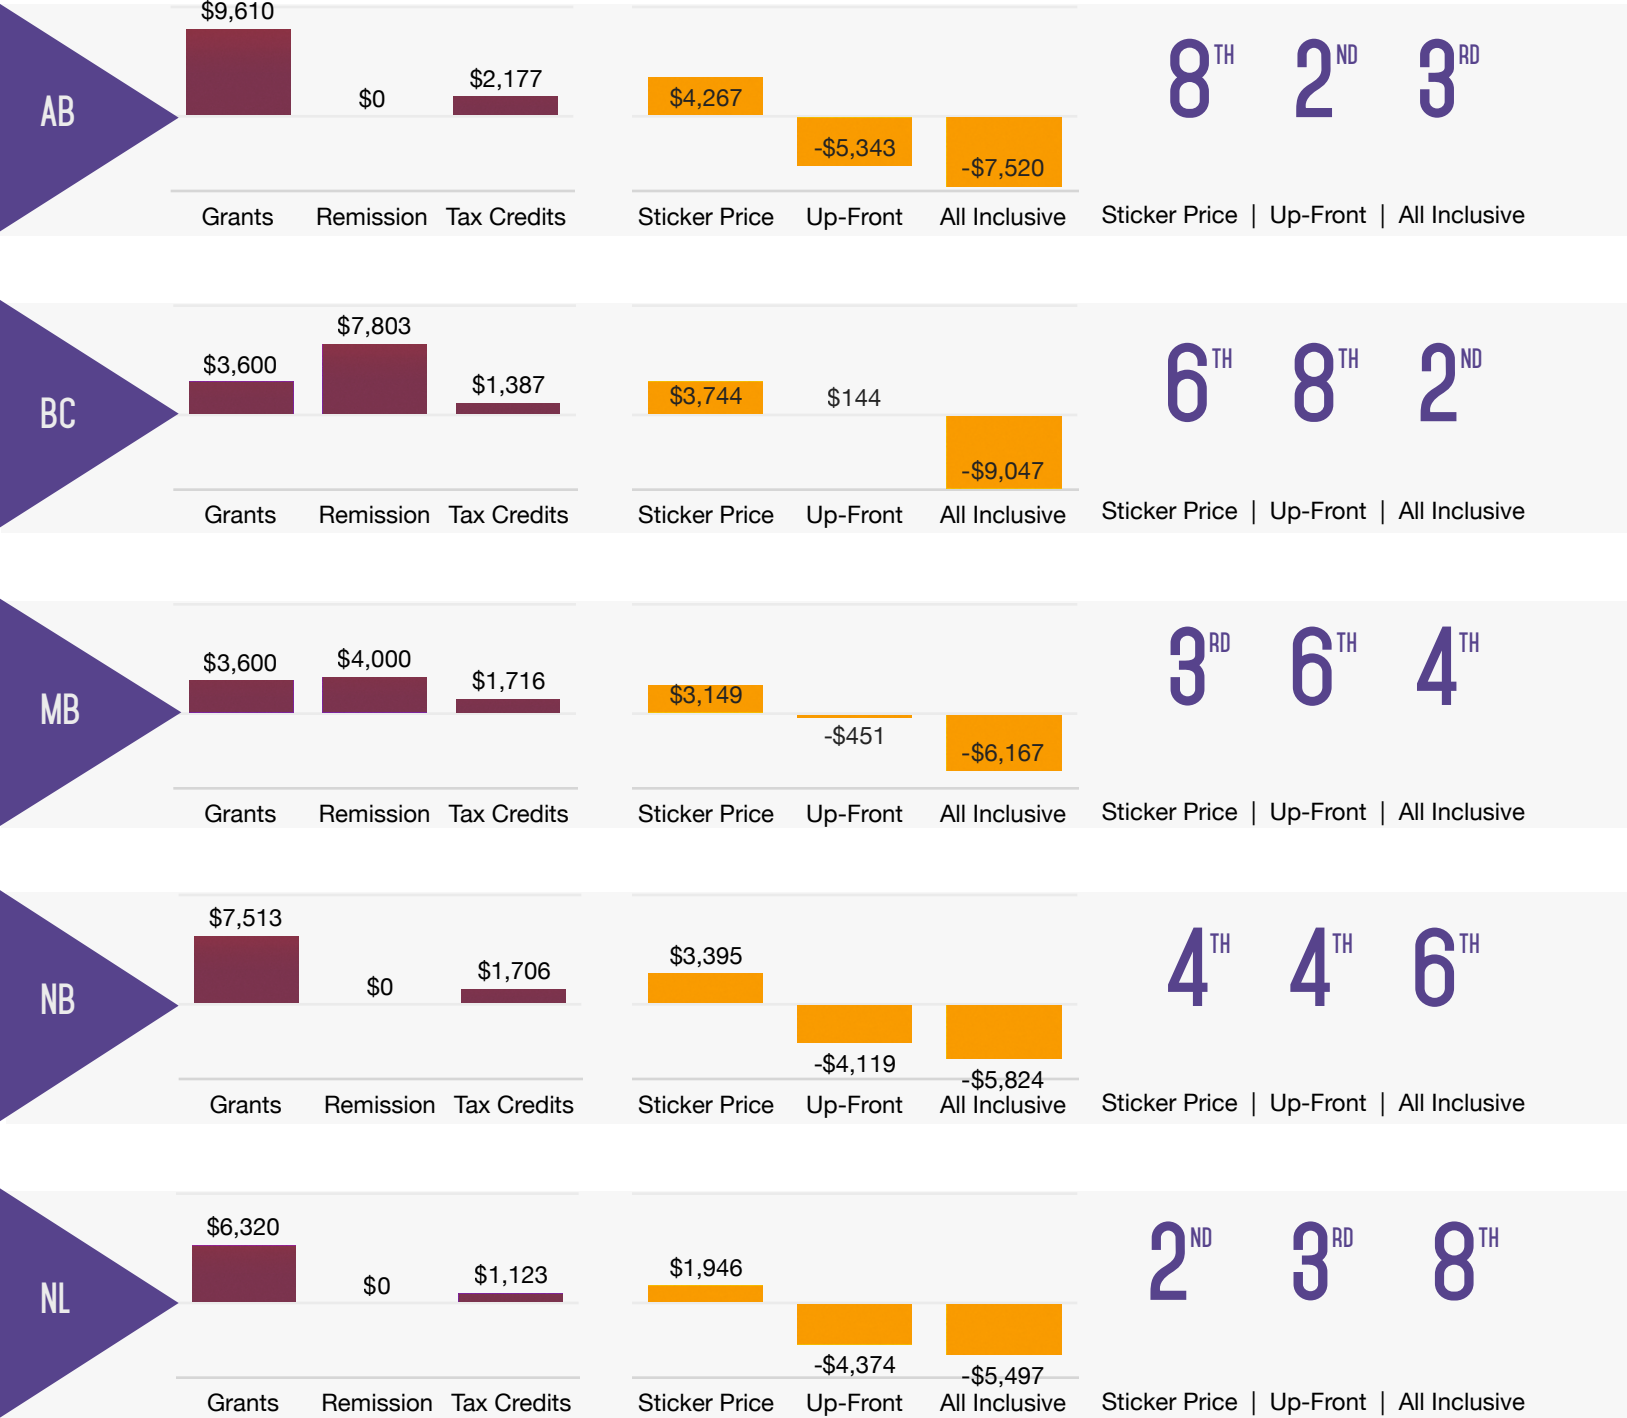 $9,610
8TH 2ND 3RD
$2,177
AB $0 $4,267
-$5,343
-$7,520
Grants Remission Tax Credits Sticker Price Up-Front All Inclusive Sticker Price | Up-Front | All Inclusive
$7,803
$3,600 6TH 8TH 2ND
$1,387 $3,744 $144
BC
-$9,047
Grants Remission Tax Credits Sticker Price Up-Front All Inclusive Sticker Price | Up-Front | All Inclusive
$3,600 $4,000 3RD 6TH 4TH
$1,716 $3,149
MB -$451
-$6,167
Grants Remission Tax Credits Sticker Price Up-Front All Inclusive Sticker Price | Up-Front | All Inclusive
$7,513
$3,395 4TH 4TH 6TH
$1,706
NB $0
-$4,119
-$5,824
Grants Remission Tax Credits Sticker Price Up-Front All Inclusive Sticker Price | Up-Front | All Inclusive
$6,320
2ND 3RD 8TH
$1,123 $1,946
NL $0
-$4,374
-$5,497
Grants Remission Tax Credits Sticker Price Up-Front All Inclusive Sticker Price | Up-Front | All Inclusive